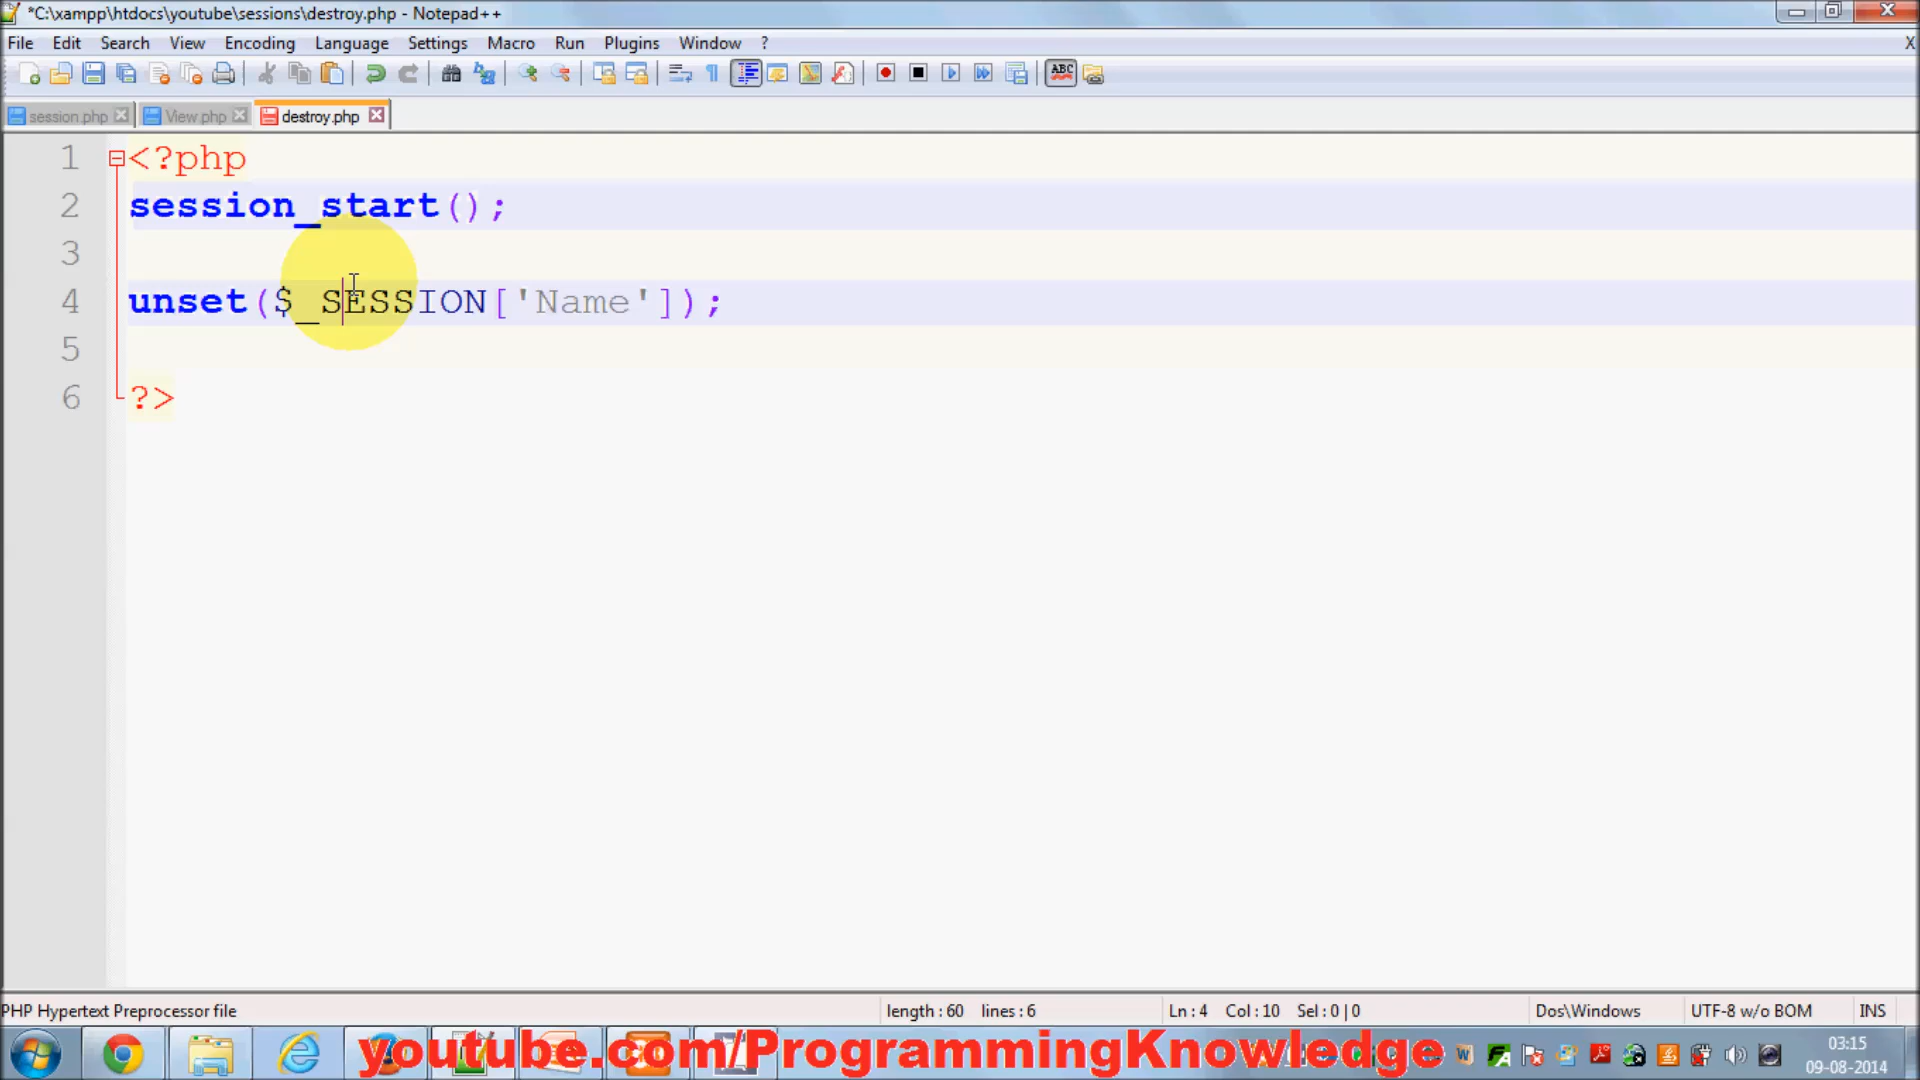 *C:\xampp\htdocs\youtube\sessions\destroy.php - Notepad++
File Edit Search View Encoding Language Settings Macro Run Plugins Window ? X
ABC
session.php View.php destroy.php
1 <?php
2 session_start();
3
4 unset($_SESSION['Name']);
5
6 ?>
PHP Hypertext Preprocessor file length : 60 lines : 6 Ln : 4 Col : 10 Sel : 0 | 0 Dos\Windows UTF-8 w/o BOM INS
youtube.com/ProgrammingKnowledge
03:15
09-08-2014